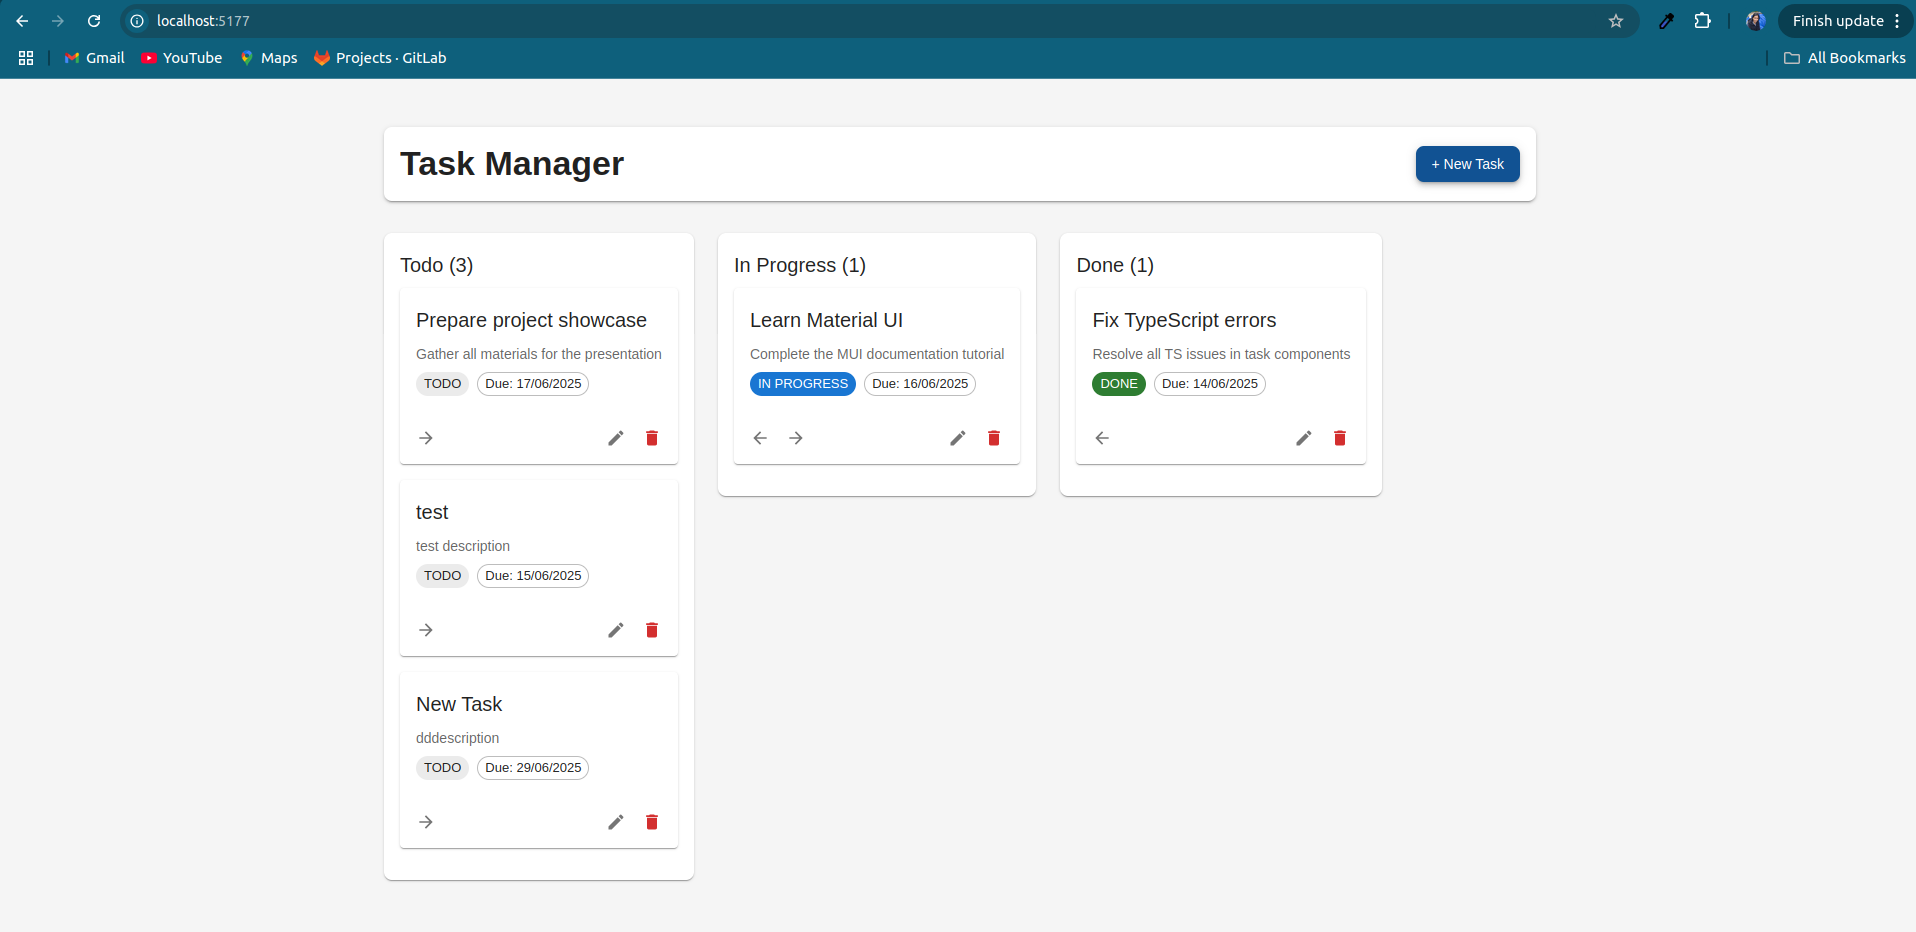 localhost:5177
Finish update
Gmail YouTube Maps Projects · GitLab All Bookmarks
Task Manager
+ New Task
Todo (3)
Prepare project showcase
Gather all materials for the presentation
TODO Due: 17/06/2025
test
test description
TODO Due: 15/06/2025
New Task
dddescription
TODO Due: 29/06/2025
In Progress (1)
Learn Material UI
Complete the MUI documentation tutorial
IN PROGRESS Due: 16/06/2025
Done (1)
Fix TypeScript errors
Resolve all TS issues in task components
DONE Due: 14/06/2025